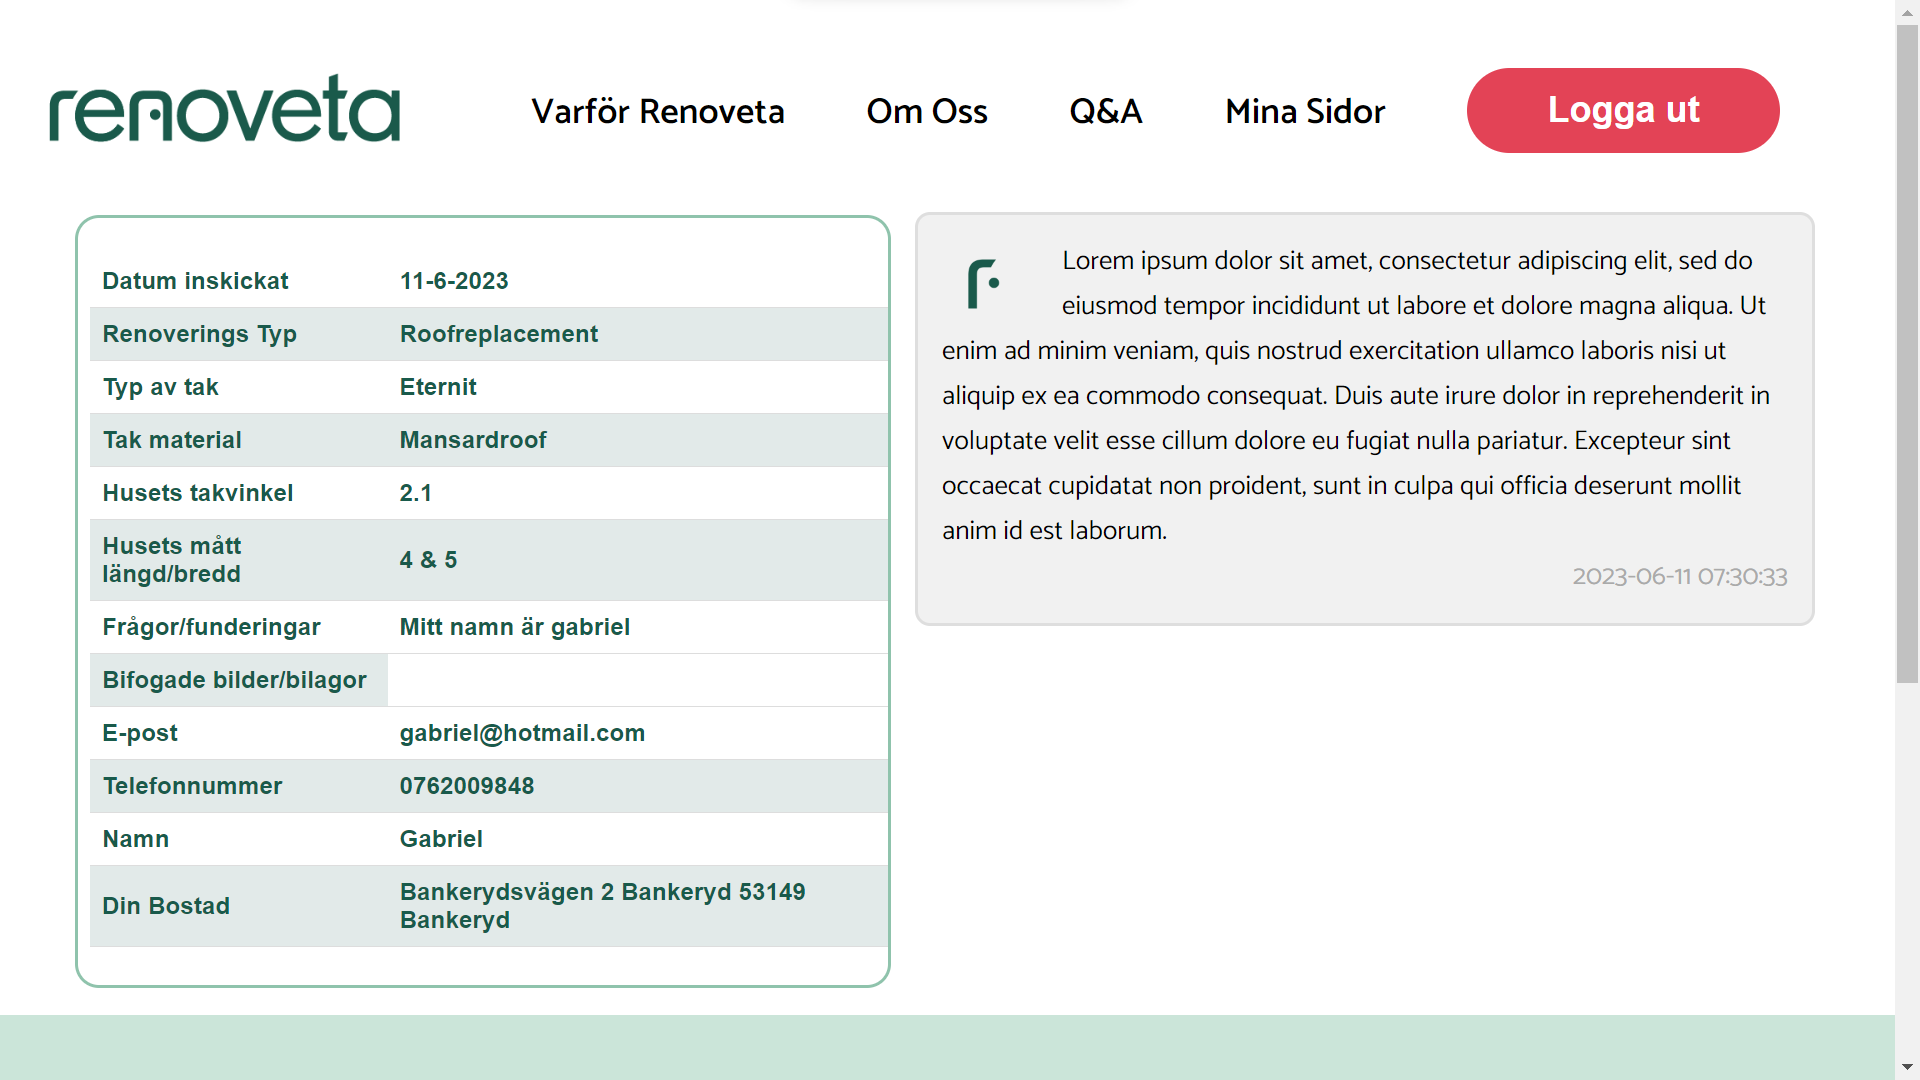 renoveta
Varför Renoveta
Om Oss
Q&A
Mina Sidor
Logga ut
Datum inskickat 11-6-2023
Renoverings Typ Roofreplacement
Typ av tak Eternit
Tak material Mansardroof
Husets takvinkel 2.1
Husets mått
längd/bredd
4 & 5
Frågor/funderingar Mitt namn är gabriel
Bifogade bilder/bilagor
E-post gabriel@hotmail.com
Telefonnummer 0762009848
Namn Gabriel
Din Bostad
Bankerydsvägen 2 Bankeryd 53149
Bankeryd
Lorem ipsum dolor sit amet, consectetur adipiscing elit, sed do
eiusmod tempor incididunt ut labore et dolore magna aliqua. Ut
enim ad minim veniam, quis nostrud exercitation ullamco laboris nisi ut
aliquip ex ea commodo consequat. Duis aute irure dolor in reprehenderit in
voluptate velit esse cillum dolore eu fugiat nulla pariatur. Excepteur sint
occaecat cupidatat non proident, sunt in culpa qui officia deserunt mollit
anim id est laborum.
2023-06-11 07:30:33